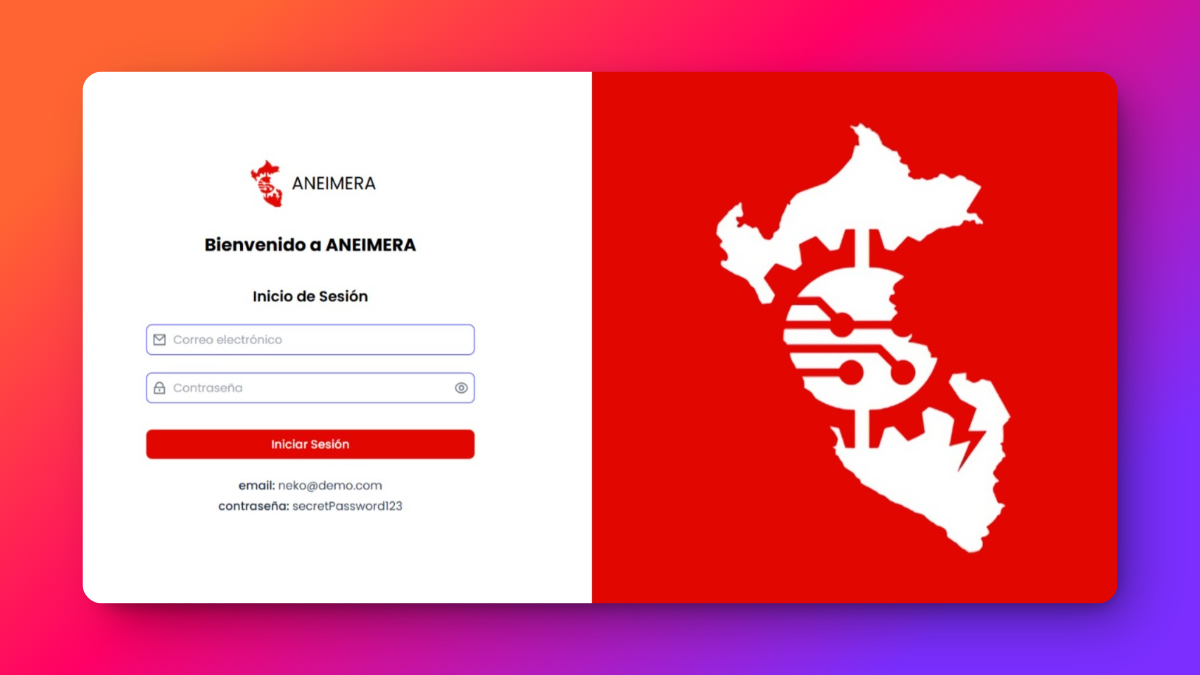 ANEIMERA
Bienvenido a ANEIMERA
Inicio de Sesión
Correo electrónico
Contraseña
Iniciar Sesión
email: neko@demo.com
contraseña: secretPassword123